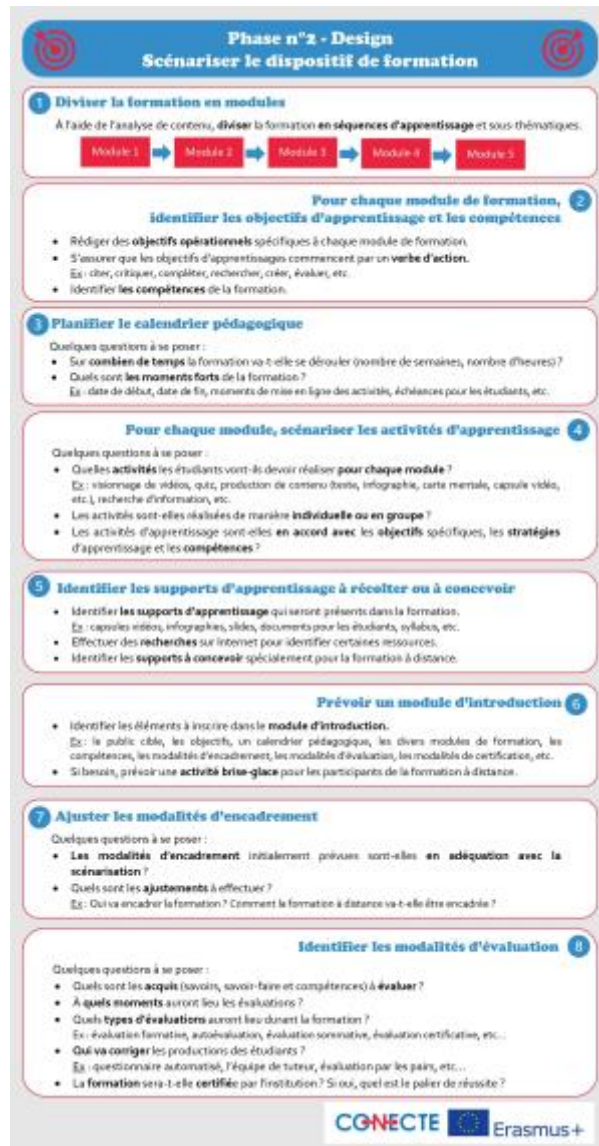 Phase n°2 - Design
Scénariser le dispositif de formation
1 Diviser la formation en modules
À l'aide de l'analyse de contenu, diviser la formation en séquences d'apprentissage et sous-thématiques.
Module 1 Module 2 Module 3 Module 4 Module 5
Pour chaque module de formation, 2
identifier les objectifs d'apprentissage et les compétences
• Rédiger des objectifs opérationnels spécifiques à chaque module de formation.
• S'assurer que les objectifs d'apprentissages commencent par un verbe d'action.
Ex : citer, critiquer, compléter, rechercher, créer, évaluer, etc.
• Identifier les compétences de la formation.
3 Planifier le calendrier pédagogique
Quelques questions à se poser :
• Sur combien de temps la formation va-t-elle se dérouler (nombre de semaines, nombre d'heures) ?
• Quels sont les moments forts de la formation ?
Ex : date de début, date de fin, moments de mise en ligne des activités, échéances pour les étudiants, etc.
Pour chaque module, scénariser les activités d'apprentissage 4
Quelques questions à se poser :
• Quelles activités les étudiants vont-ils devoir réaliser pour chaque module ?
Ex : visionnage de vidéos, quiz, production de contenu (texte, infographie, carte mentale, capsule vidéo,
etc.), recherche d'information, etc.
• Les activités sont-elles réalisées de manière individuelle ou en groupe ?
• Les activités d'apprentissage sont-elles en accord avec les objectifs spécifiques, les stratégies
d'apprentissage et les compétences ?
5 Identifier les supports d'apprentissage à récolter ou à concevoir
• Identifier les supports d'apprentissage qui seront présents dans la formation.
Ex : capsules vidéos, infographies, slides, documents pour les étudiants, syllabus, etc.
• Effectuer des recherches sur Internet pour identifier certaines ressources.
• Identifier les supports à concevoir spécialement pour la formation à distance.
Prévoir un module d'introduction 6
• Identifier les éléments à inscrire dans le module d'introduction.
Ex : le public cible, les objectifs, un calendrier pédagogique, les divers modules de formation, les
compétences, les modalités d'encadrement, les modalités d'évaluation, les modalités de certification, etc.
• Si besoin, prévoir une activité brise-glace pour les participants de la formation à distance.
7 Ajuster les modalités d'encadrement
Quelques questions à se poser :
• Les modalités d'encadrement initialement prévues sont-elles en adéquation avec la
scénarisation ?
• Quels sont les ajustements à effectuer ?
Ex : Qui va encadrer la formation ? Comment la formation à distance va-t-elle être encadrée ?
Identifier les modalités d'évaluation 8
Quelques questions à se poser :
• Quels sont les acquis (savoirs, savoir-faire et compétences) à évaluer ?
• À quels moments auront lieu les évaluations ?
• Quels types d'évaluations auront lieu durant la formation ?
Ex : évaluation formative, autoévaluation, évaluation sommative, évaluation certificative, etc...
• Qui va corriger les productions des étudiants ?
Ex : questionnaire automatisé, l'équipe de tuteur, évaluation par les pairs, etc...
• La formation sera-t-elle certifiée par l'institution ? Si oui, quel est le palier de réussite ?
CONECTE Erasmus+